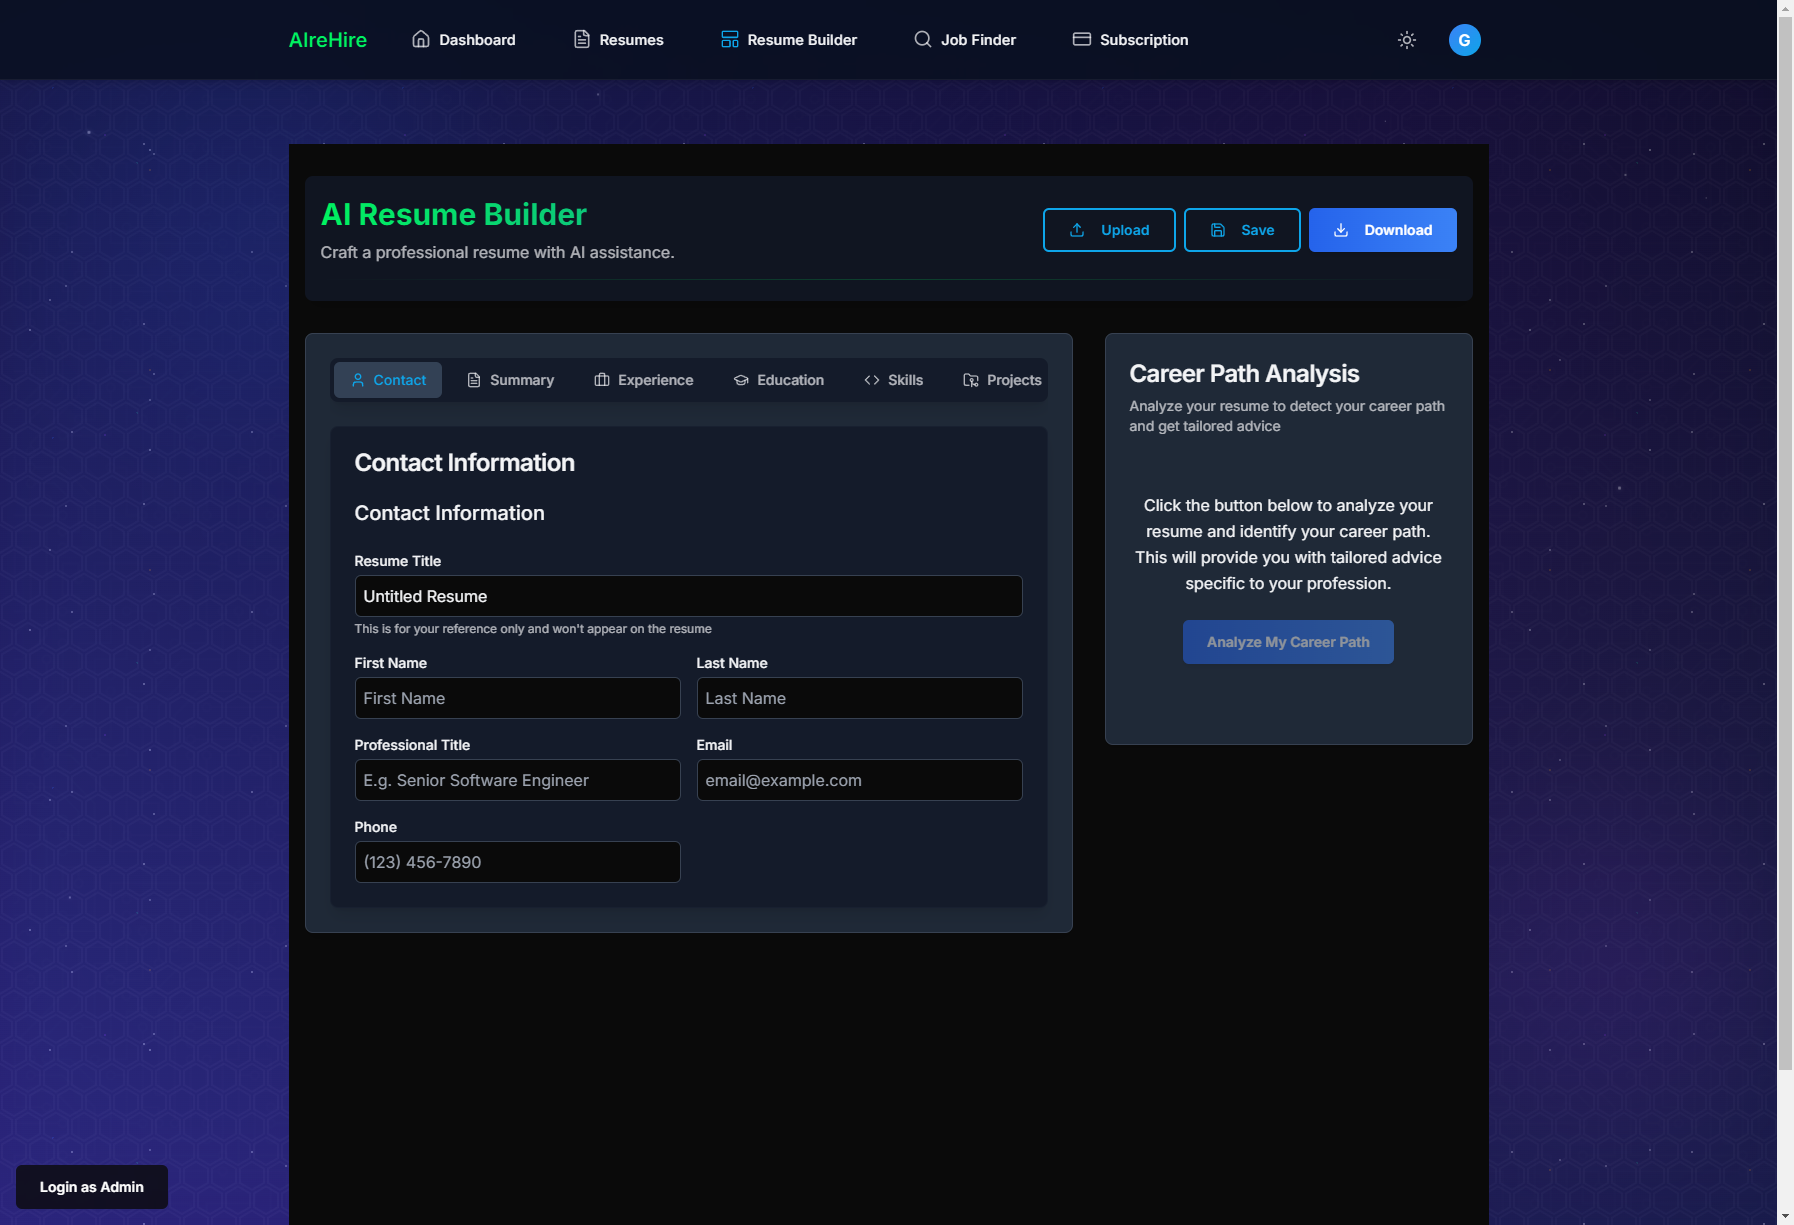 AIreHire
Dashboard
Resumes
Resume Builder
Job Finder
Subscription
G
AI Resume Builder
Craft a professional resume with AI assistance.
Upload
Save
Download
Contact
Summary
Experience
Education
Skills
Projects
Contact Information
Contact Information
Resume Title
Untitled Resume
This is for your reference only and won't appear on the resume
First Name
Last Name
First Name
Last Name
Professional Title
Email
E.g. Senior Software Engineer
email@example.com
Phone
(123) 456-7890
Career Path Analysis
Analyze your resume to detect your career path
and get tailored advice
Click the button below to analyze your
resume and identify your career path.
This will provide you with tailored advice
specific to your profession.
Analyze My Career Path
Login as Admin